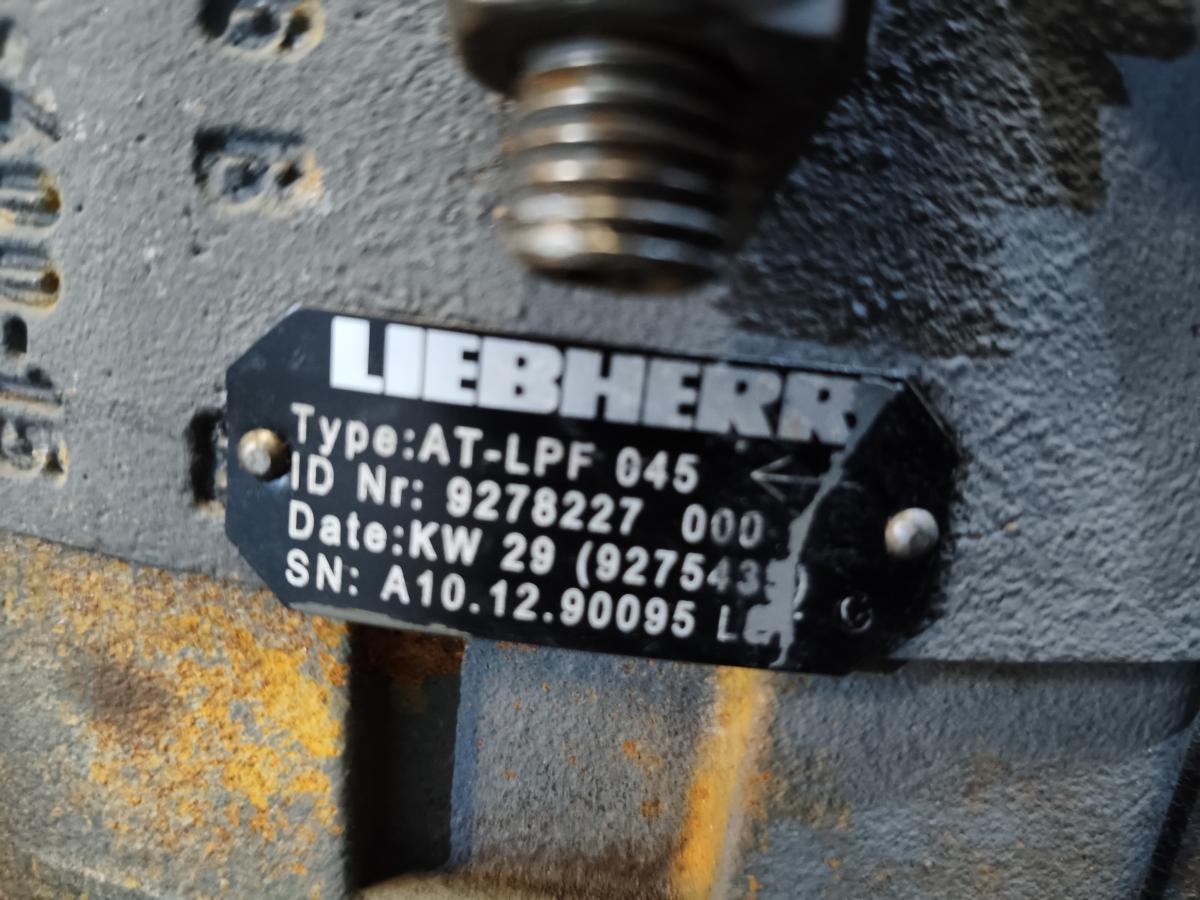 LIEBHERR
Type:AT-LPF 045
ID Nr: 9278227 000
Date:KW 29
SN: A10.12.90095